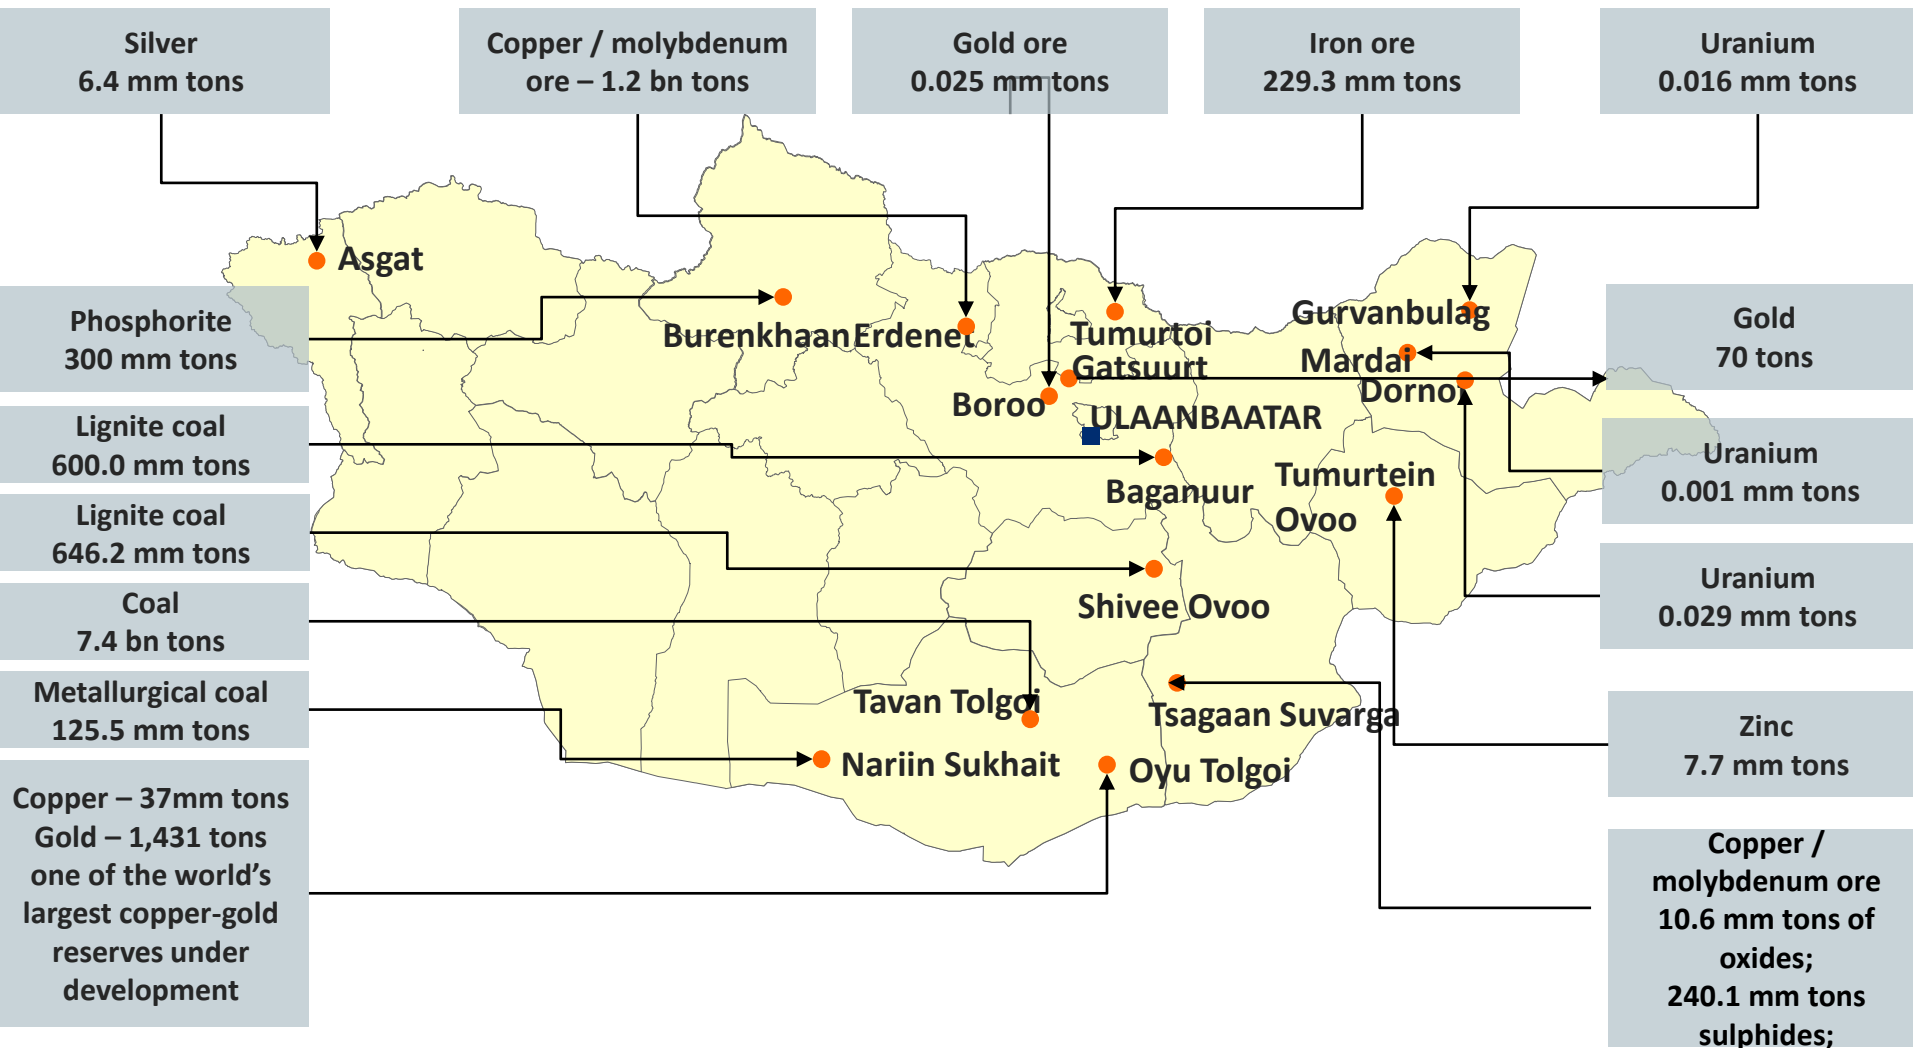 Silver
6.4 mm tons
Copper / molybdenum
ore – 1.2 bn tons
Gold ore
0.025 mm tons
Iron ore
229.3 mm tons
Uranium
0.016 mm tons
Asgat
Phosphorite
300 mm tons
Burenkhaan
Erdenet
Tumurtoi
Gatsuurt
Boroo
ULAANBAATAR
Gurvanbulag
Mardai
Dornod
Gold
70 tons
Lignite coal
600.0 mm tons
Baganuur
Tumurtein
Ovoo
Uranium
0.001 mm tons
Lignite coal
646.2 mm tons
Shivee Ovoo
Uranium
0.029 mm tons
Coal
7.4 bn tons
Metallurgical coal
125.5 mm tons
Tavan Tolgoi
Tsagaan Suvarga
Nariin Sukhait
Oyu Tolgoi
Zinc
7.7 mm tons
Copper – 37mm tons
Gold – 1,431 tons
one of the world's
largest copper-gold
reserves under
development
Copper /
molybdenum ore
10.6 mm tons of
oxides;
240.1 mm tons
sulphides;